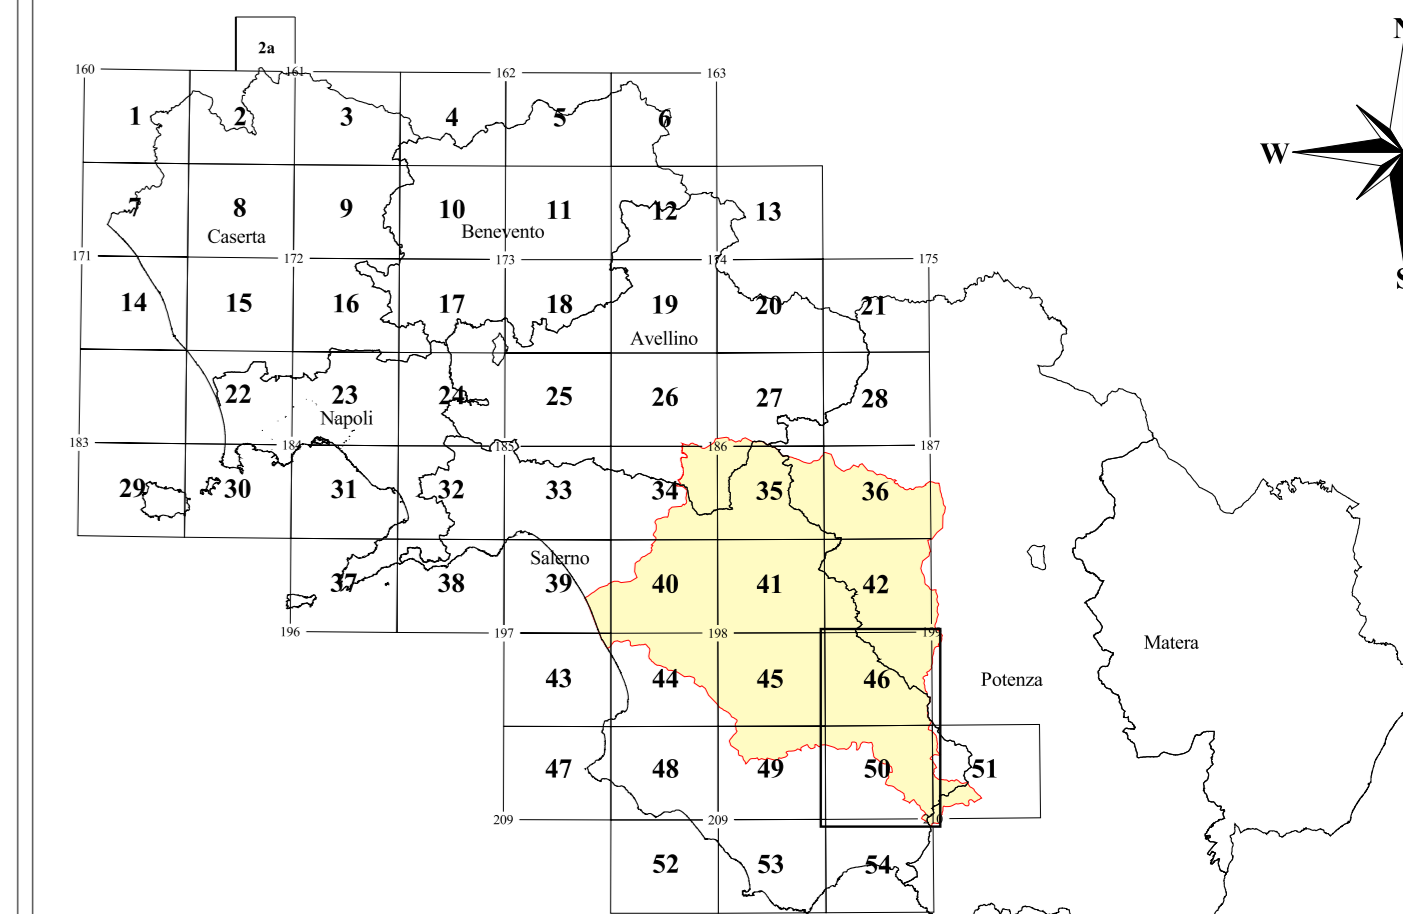 N
2a
160 161 162 163
1 2 3 4 5 6
W
7 8 9 10 11 12 13
Caserta Benevento
171 172 173 174 175
S
14 15 16 17 18 19 20 21
Avellino
22 23 24 25 26 27 28
Napoli
183 184 185 186 187
29 30 31 32 33 34 35 36
Salerno
37 38 39 40 41 42
196 197 198 199
Matera
43 44 45 46 Potenza
47 48 49 50 51
209 209 210
52 53 54